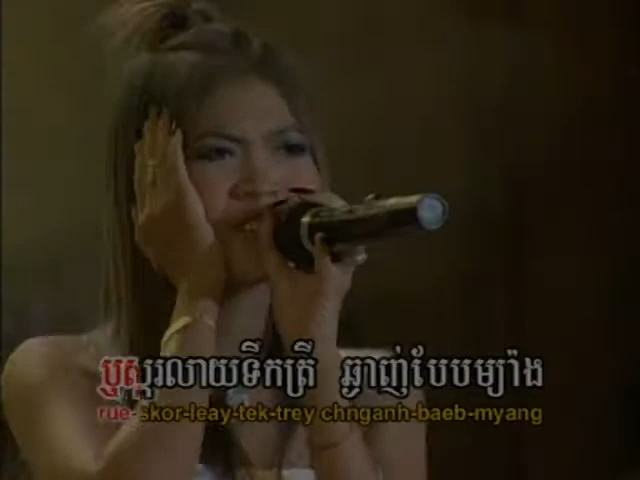 ឬស្ករលាយទឹកត្រី ឆ្ងាញ់បែបម្យ៉ាង
rue-skor-leay-tek-trey chnganh-baeb-myang